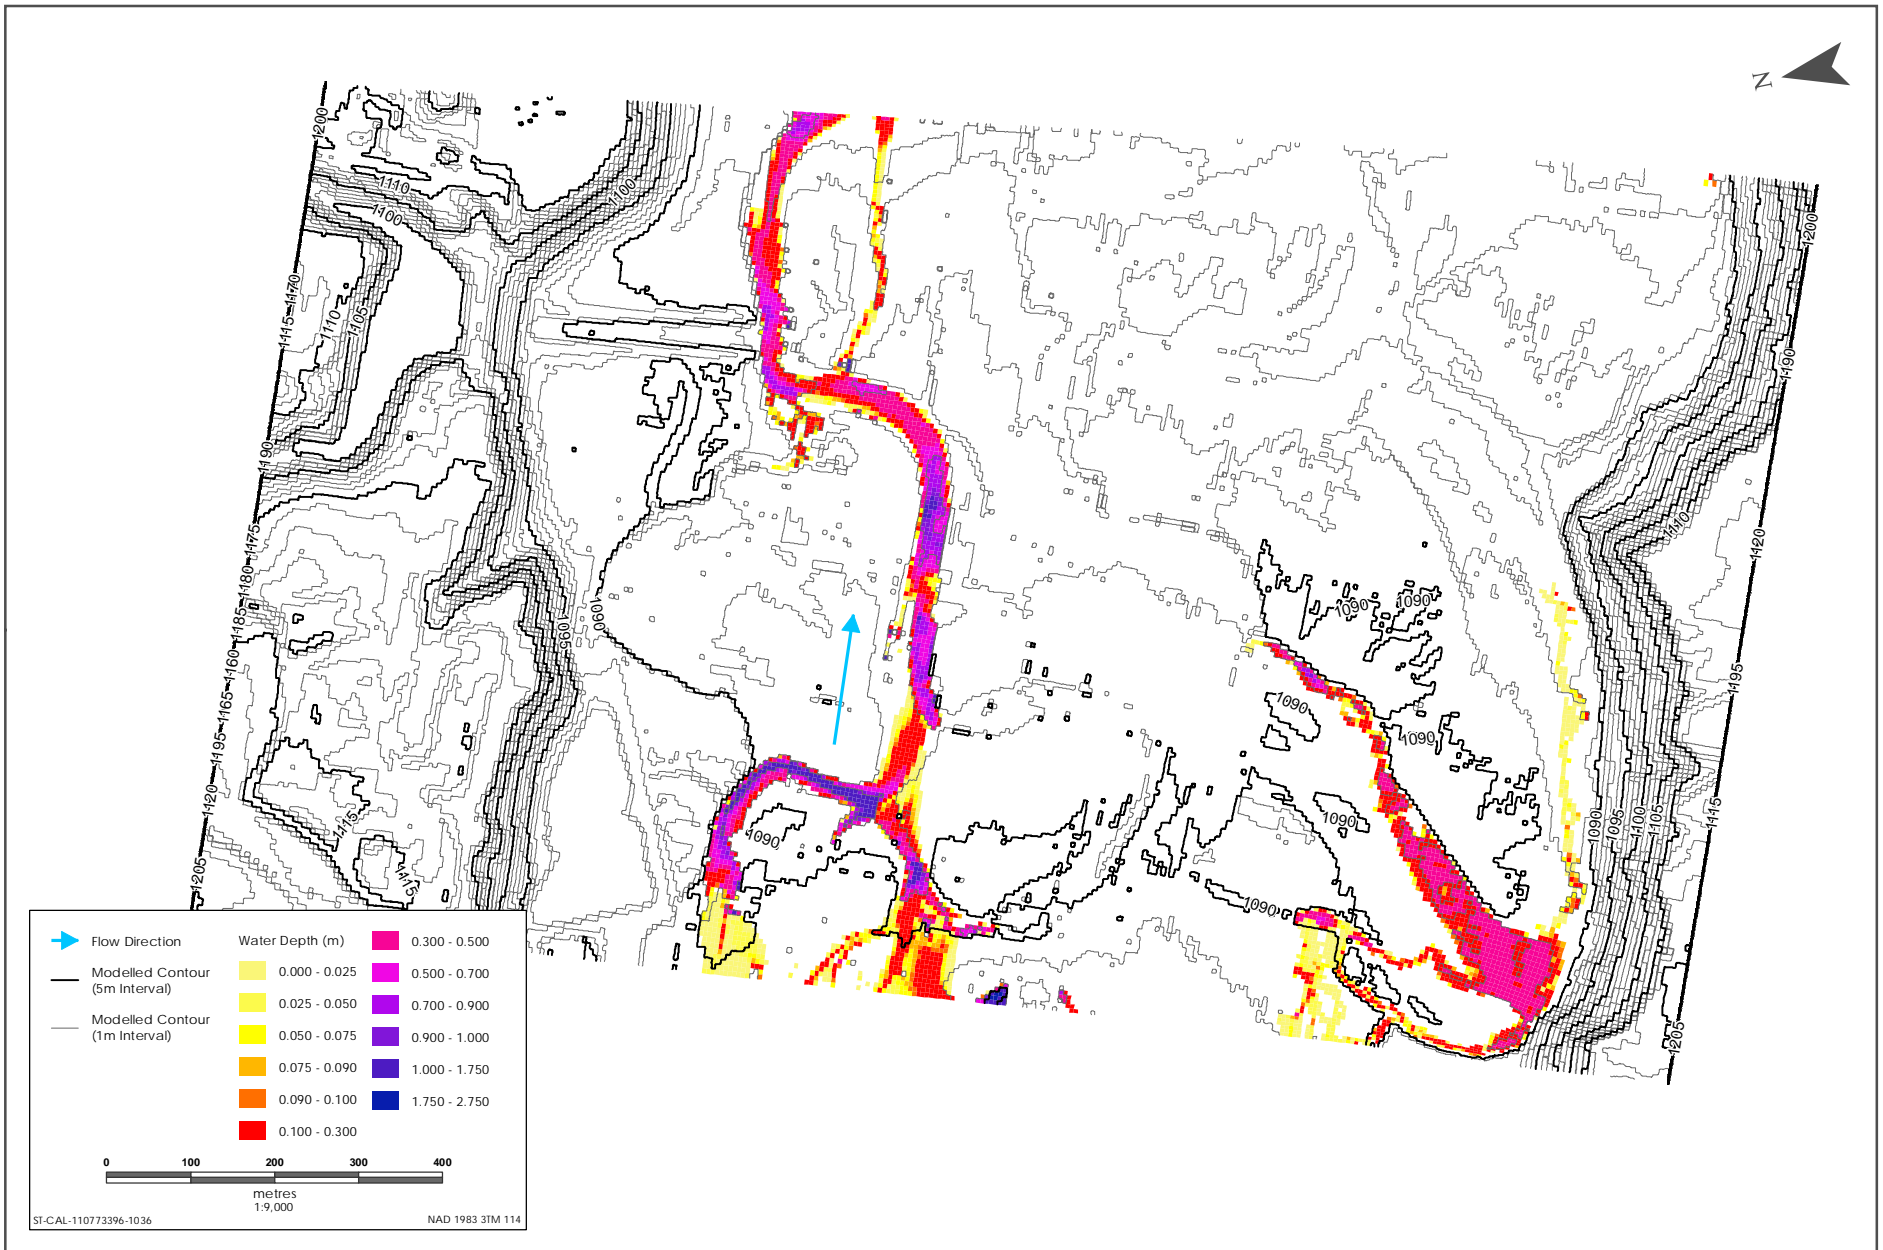 N
1200
1110
1100
1100
1170
1115
1110
1105
1190
1175
1180
1185
1160
1165
1195
1120
1205
1115
1115
1090
1095
1090
1090
1090
1090
1090
1090
1090
1200
1190
1110
1120
1195
1115
1090
1095
1100
1105
1205
Flow Direction
Modelled Contour
(5m Interval)
Modelled Contour
(1m Interval)
Water Depth (m)
0.000 - 0.025
0.025 - 0.050
0.050 - 0.075
0.075 - 0.090
0.090 - 0.100
0.100 - 0.300
0.300 - 0.500
0.500 - 0.700
0.700 - 0.900
0.900 - 1.000
1.000 - 1.750
1.750 - 2.750
0 100 200 300 400
metres
1:9,000
ST-CAL-110773396-1036
NAD 1983 3TM 114